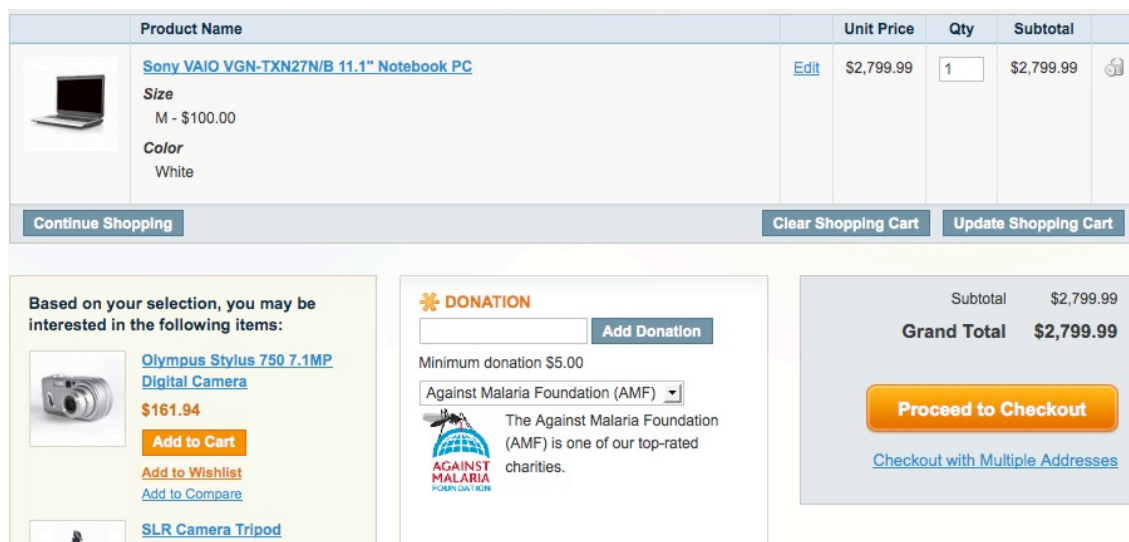 Product Name Unit Price Qty Subtotal
Sony VAIO VGN-TXN27N/B 11.1" Notebook PC Edit $2,799.99 1 $2,799.99
Size
M - $100.00
Color
White
Continue Shopping Clear Shopping Cart Update Shopping Cart
Based on your selection, you may be
interested in the following items:
Olympus Stylus 750 7.1MP
Digital Camera
$161.94
Add to Cart
Add to Wishlist
Add to Compare
SLR Camera Tripod
DONATION
Add Donation
Minimum donation $5.00
Against Malaria Foundation (AMF)
The Against Malaria Foundation
(AMF) is one of our top-rated
charities.
AGAINST
MALARIA
FOUNDATION
Subtotal $2,799.99
Grand Total $2,799.99
Proceed to Checkout
Checkout with Multiple Addresses